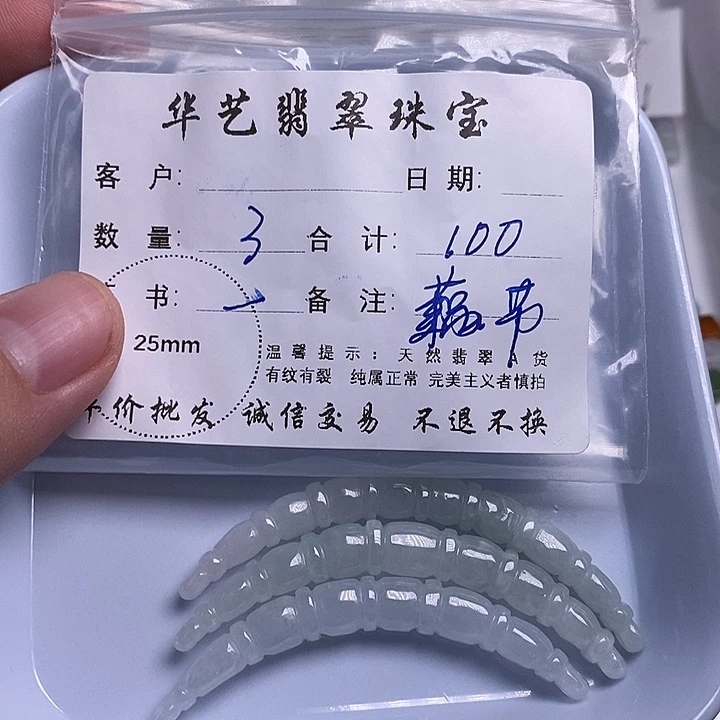 华艺翡翠珠宝
客 户: 日 期:
数 量: 3 合 计: 100
书: 一 备 注: 藕节
25mm
温馨提示: 天然翡翠A货
有纹有裂 纯属正常 完美主义者慎拍
价批发 诚信交易 不退不换